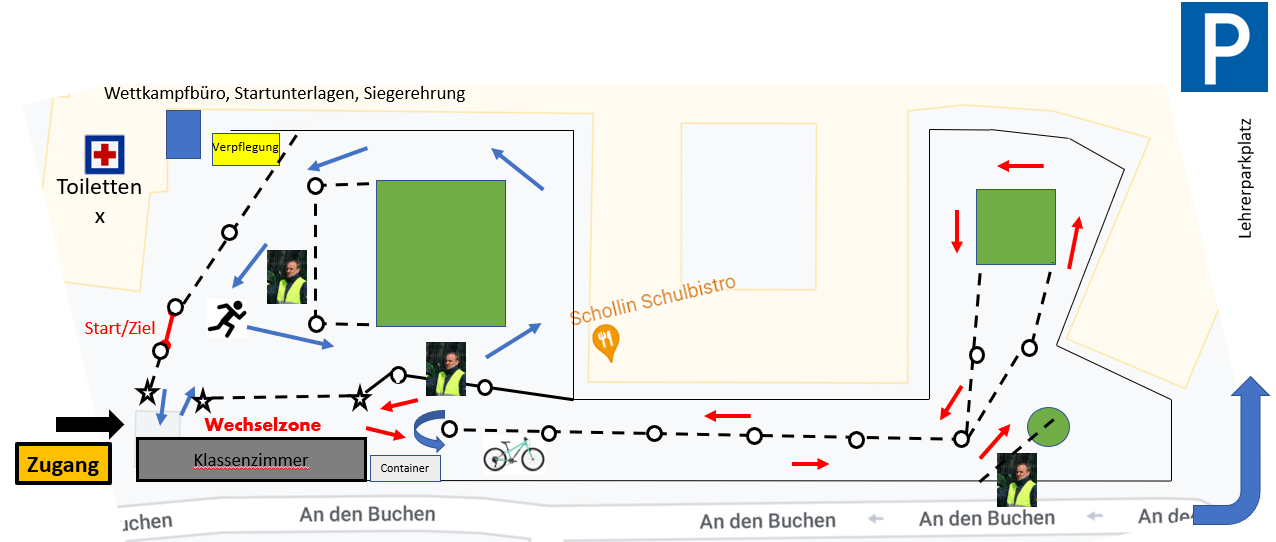 P
Wettkampfbüro, Startunterlagen, Siegerehrung
Verpflegung
Toiletten
x
Lehrerparkplatz
Schollin Schulbistro
Start/Ziel
Wechselzone
Zugang
Klassenzimmer
Container
uchen
An den Buchen
An den Buchen
An den Buchen
An de